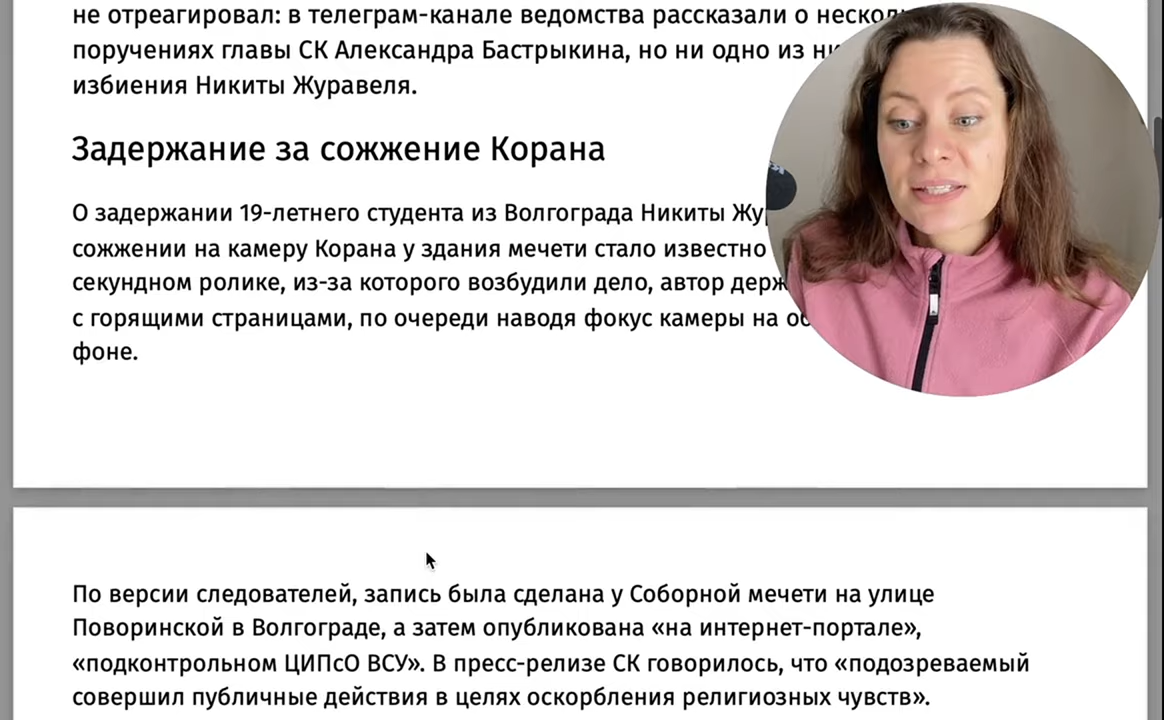 не отреагировал: в телеграм-канале ведомства рассказали о
поручениях главы СК Александра Бастрыкина, но ни одно из
избиения Никиты Журавеля.
Задержание за сожжение Корана
О задержании 19-летнего студента из Волгограда Никиты
сожжении на камеру Корана у здания мечети стало известно
секундном ролике, из-за которого возбудили дело, автор
с горящими страницами, по очереди наводя фокус камеры на
фоне.
По версии следователей, запись была сделана у Соборной мечети на улице
Поворинской в Волгограде, а затем опубликована «на интернет-портале»,
«подконтрольном ЦИПсО ВСУ». В пресс-релизе СК говорилось, что «подозреваемый
совершил публичные действия в целях оскорбления религиозных чувств».